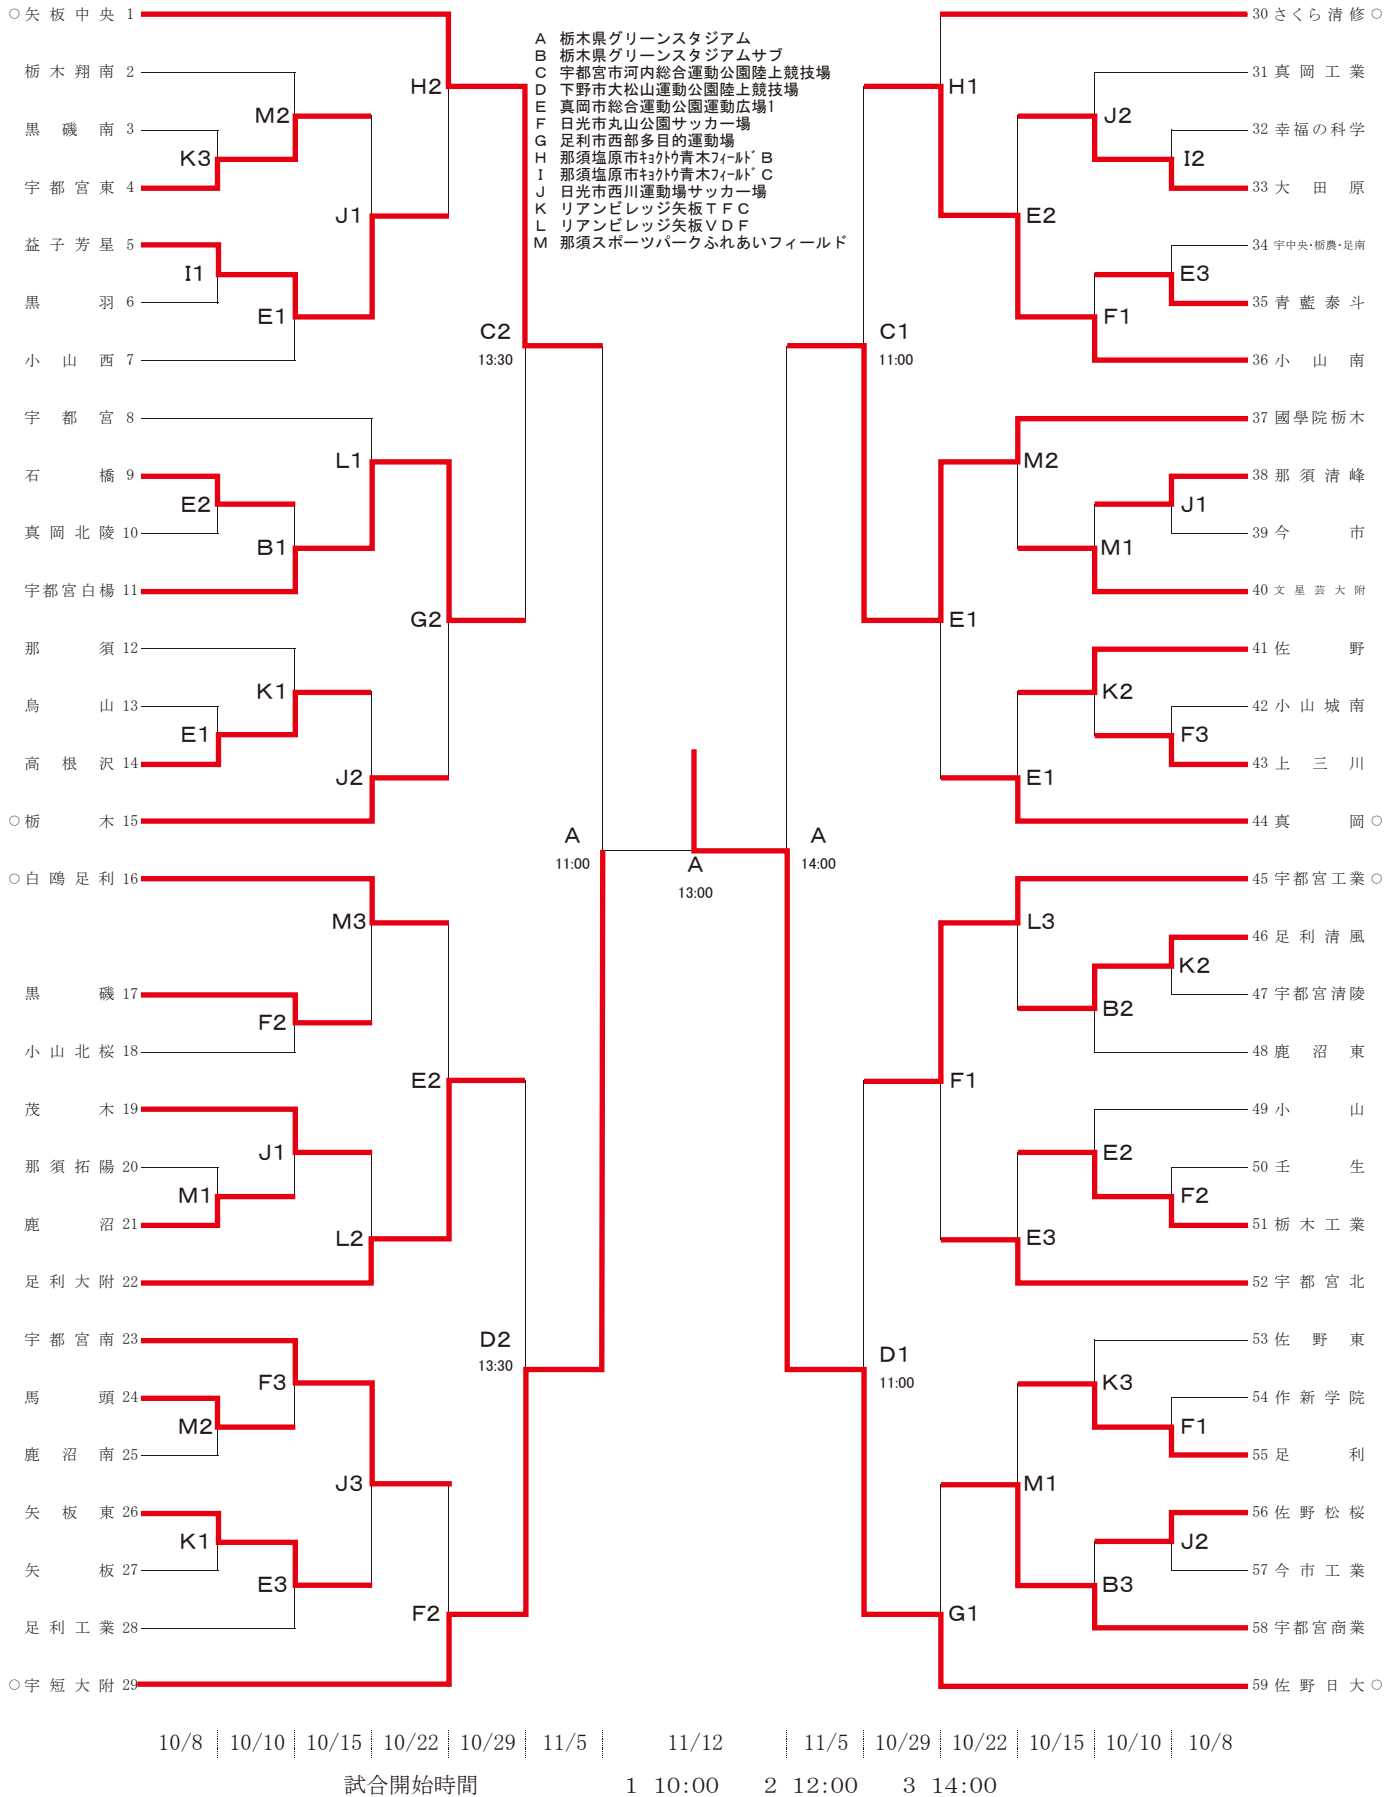 ○矢板中央 1
栃木翔南 2
黒磯南 3
宇都宮東 4
益子芳星 5
黒羽 6
小山西 7
宇都宮 8
石橋 9
真岡北陵 10
宇都宮白楊 11
那須 12
烏山 13
高根沢 14
○栃木 15
○白鴎足利 16
黒磯 17
小山北桜 18
茂木 19
那須拓陽 20
鹿沼 21
足利大附 22
宇都宮南 23
馬頭 24
鹿沼南 25
矢板東 26
矢板 27
足利工業 28
○宇短大附 29
K3
I1
E2
E1
M1
M2
K1
M2
E1
B1
K1
F2
J1
F3
E3
J1
L1
J2
M3
L2
J3
H2
G2
E2
F2
C2
13:30
D2
13:30
A
11:00
A 栃木県グリーンスタジアム
B 栃木県グリーンスタジアムサブ
C 宇都宮市河内総合運動公園陸上競技場
D 下野市大松山運動公園陸上競技場
E 真岡市総合運動公園運動広場1
F 日光市丸山公園サッカー場
G 足利市西部多目的運動場
H 那須塩原市ｷｮｸﾄｳ青木ﾌｨｰﾙﾄﾞB
I 那須塩原市ｷｮｸﾄｳ青木ﾌｨｰﾙﾄﾞC
J 日光市西川運動場サッカー場
K リアンビレッジ矢板TFC
L リアンビレッジ矢板VDF
M 那須スポーツパークふれあいフィールド
A
13:00
A
14:00
C1
11:00
D1
11:00
H1
E1
F1
G1
E2
M2
E1
L3
E3
M1
J2
F1
M1
K2
B2
E2
K3
B3
I2
E3
J1
F3
K2
F2
F1
J2
30 さくら清修 ○
31 真岡工業
32 幸福の科学
33 大田原
34 宇中央・栃農・足南
35 青藍泰斗
36 小山南
37 國學院栃木
38 那須清峰
39 今市
40 文星芸大附
41 佐野
42 小山城南
43 上三川
44 真岡 ○
45 宇都宮工業 ○
46 足利清風
47 宇都宮清陵
48 鹿沼東
49 小山
50 壬生
51 栃木工業
52 宇都宮北
53 佐野東
54 作新学院
55 足利
56 佐野松桜
57 今市工業
58 宇都宮商業
59 佐野日大 ○
10/8 10/10 10/15 10/22 10/29 11/5 11/12 11/5 10/29 10/22 10/15 10/10 10/8
試合開始時間 1 10:00 2 12:00 3 14:00